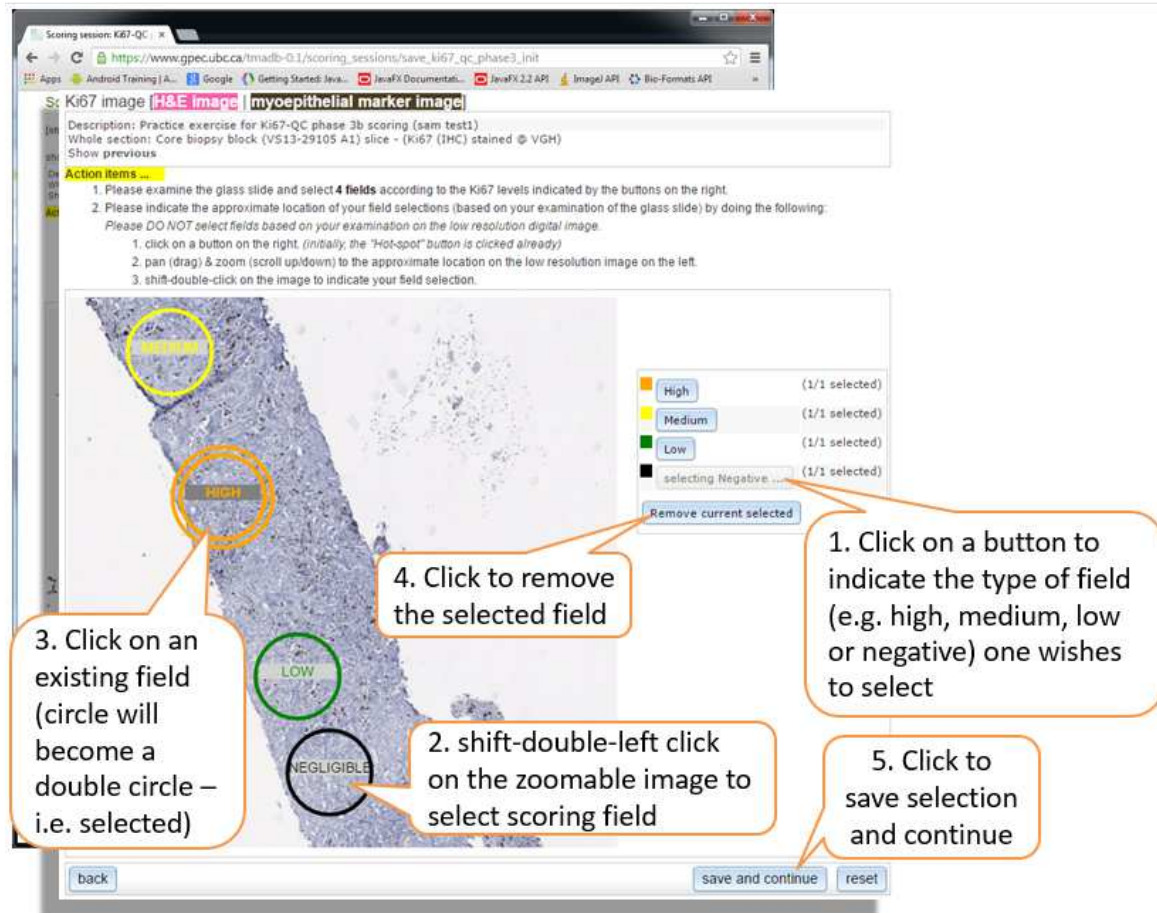 Scoring session: Ki67-QC
https://www.gpec.ubc.ca/tmadb-0.1/scoring_sessions/save_ki67_qc_phase3_init
Apps Android Training | A... Google Getting Started: Java... JavaFX Documentati... JavaFX 2.2 API ImageJ API Bio-Formats API »
Ki67 image [H&E image | myoepithelial marker image]
Description: Practice exercise for Ki67-QC phase 3b scoring (sam test1)
Whole section: Core biopsy block (VS13-29105 A1) slice - (Ki67 (IHC) stained @ VGH)
Show previous
Action items ...
1. Please examine the glass slide and select 4 fields according to the Ki67 levels indicated by the buttons on the right.
2. Please indicate the approximate location of your field selections (based on your examination of the glass slide) by doing the following:
Please DO NOT select fields based on your examination on the low resolution digital image.
1. click on a button on the right. (initially, the "Hot-spot" button is clicked already)
2. pan (drag) & zoom (scroll up/down) to the approximate location on the low resolution image on the left.
3. shift-double-click on the image to indicate your field selection.
MEDIUM
HIGH
LOW
NEGLIGIBLE
High (1/1 selected)
Medium (1/1 selected)
Low (1/1 selected)
selecting Negative ... (1/1 selected)
Remove current selected
1. Click on a button to
indicate the type of field
(e.g. high, medium, low
or negative) one wishes
to select
4. Click to remove
the selected field
3. Click on an
existing field
(circle will
become a
double circle –
i.e. selected)
2. shift-double-left click
on the zoomable image to
select scoring field
5. Click to
save selection
and continue
back
save and continue
reset